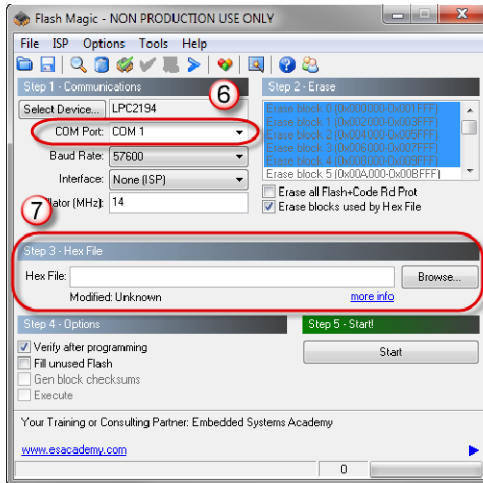 Flash Magic - NON PRODUCTION USE ONLY
File ISP Options Tools Help
Step 1 - Communications
6
Select Device... LPC2194
COM Port: COM 1
Baud Rate: 57600
Interface: None (ISP)
7
llator (MHz): 14
Step 2 - Erase
Erase block 0 (0x000000-0x001FFF)
Erase block 1 (0x002000-0x003FFF)
Erase block 2 (0x004000-0x005FFF)
Erase block 3 (0x006000-0x007FFF)
Erase block 4 (0x008000-0x009FFF)
Erase block 5 (0x00A000-0x00BFFF)
Erase all Flash+Code Rd Prot
Erase blocks used by Hex File
Step 3 - Hex File
Hex File: Browse...
Modified: Unknown more info
Step 4 - Options
Verify after programming
Fill unused Flash
Gen block checksums
Execute
Step 5 - Start!
Start
Your Training or Consulting Partner: Embedded Systems Academy
www.esacademy.com
0